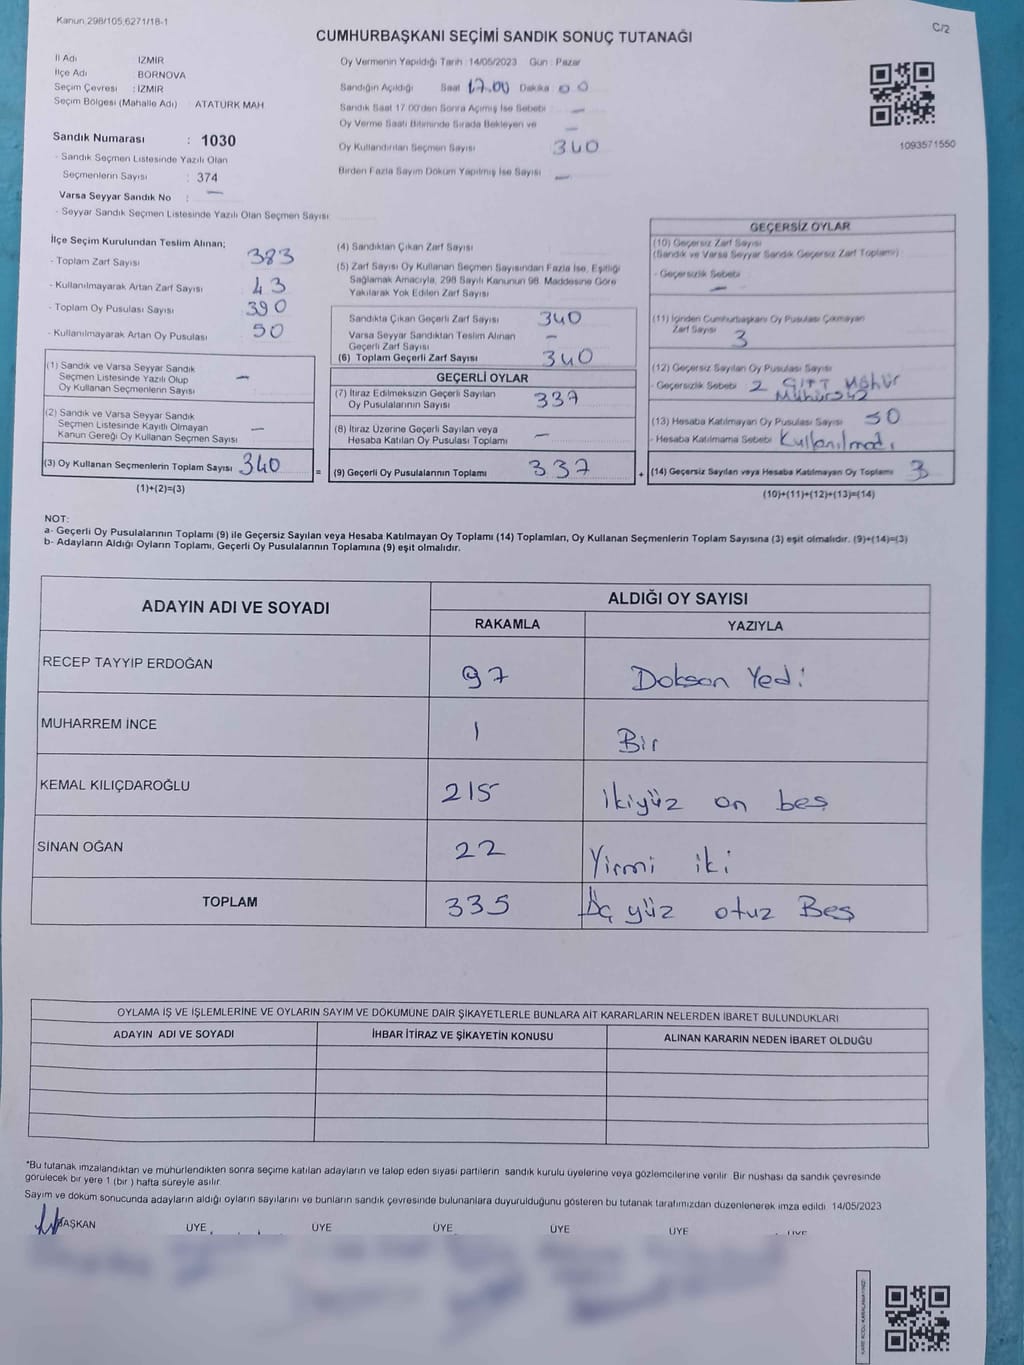 Kanun 298/105,6271/18-1
C/2
CUMHURBAŞKANI SEÇİMİ SANDIK SONUÇ TUTANAĞI
İl Adı İZMİR
İlçe Adı BORNOVA
Seçim Çevresi : İZMİR
Seçim Bölgesi (Mahalle Adı) : ATATÜRK MAH
Oy Vermenin Yapıldığı Tarih : 14/05/2023 Gün : Pazar
Sandığın Açıldığı Saat 17.00 Dakika 00
Sandık Saat 17.00'den Sonra Açılmış İse Sebebi —
Oy Verme Saati Bitiminde Sırada Bekleyen ve —
Oy Kullandırılan Seçmen Sayısı 340
Birden Fazla Sayım Döküm Yapılmış İse Sayısı —
1093571550
Sandık Numarası : 1030
- Sandık Seçmen Listesinde Yazılı Olan
Seçmenlerin Sayısı : 374
Varsa Seyyar Sandık No : —
- Seyyar Sandık Seçmen Listesinde Yazılı Olan Seçmen Sayısı
İlçe Seçim Kurulundan Teslim Alınan;
- Toplam Zarf Sayısı 383
- Kullanılmayarak Artan Zarf Sayısı 43
- Toplam Oy Pusulası Sayısı 390
- Kullanılmayarak Artan Oy Pusulası 50
(1) Sandık ve Varsa Seyyar Sandık
Seçmen Listesinde Yazılı Olup
Oy Kullanan Seçmenlerin Sayısı —
(2) Sandık ve Varsa Seyyar Sandık
Seçmen Listesinde Kayıtlı Olmayan
Kanun Gereği Oy Kullanan Seçmen Sayısı —
(3) Oy Kullanan Seçmenlerin Toplam Sayısı 340
(1)+(2)=(3)
(4) Sandıktan Çıkan Zarf Sayısı
(5) Zarf Sayısı Oy Kullanan Seçmen Sayısından Fazla İse, Eşitliği
Sağlamak Amacıyla, 298 Sayılı Kanunun 98. Maddesine Göre
Yakılarak Yok Edilen Zarf Sayısı
Sandıkta Çıkan Geçerli Zarf Sayısı 340
Varsa Seyyar Sandıktan Teslim Alınan
Geçerli Zarf Sayısı —
(6) Toplam Geçerli Zarf Sayısı 340
GEÇERLİ OYLAR
(7) İtiraz Edilmeksizin Geçerli Sayılan
Oy Pusulalarının Sayısı 337
(8) İtiraz Üzerine Geçerli Sayılan veya
Hesaba Katılan Oy Pusulası Toplamı —
= (9) Geçerli Oy Pusulalarının Toplamı 337
GEÇERSİZ OYLAR
(10) Geçersiz Zarf Sayısı
(Sandık ve Varsa Seyyar Sandık Geçersiz Zarf Toplamı)
- Geçersizlik Sebebi —
(11) İçinden Cumhurbaşkanı Oy Pusulası Çıkmayan
Zarf Sayısı 3
(12) Geçersiz Sayılan Oy Pusulası Sayısı
- Geçersizlik Sebebi 2 Çift Mühür
(13) Hesaba Katılmayan Oy Pusulası Sayısı 50
- Hesaba Katılmama Sebebi Kullanılmadı
+ (14) Geçersiz Sayılan veya Hesaba Katılmayan Oy Toplamı 3
(10)+(11)+(12)+(13)=(14)
NOT:
a- Geçerli Oy Pusulalarının Toplamı (9) ile Geçersiz Sayılan veya Hesaba Katılmayan Oy Toplamı (14) Toplamları, Oy Kullanan Seçmenlerin Toplam Sayısına (3) eşit olmalıdır. (9)+(14)=(3)
b- Adayların Aldığı Oyların Toplamı, Geçerli Oy Pusulalarının Toplamına (9) eşit olmalıdır.
ADAYIN ADI VE SOYADI
ALDIĞI OY SAYISI
RAKAMLA YAZIYLA
RECEP TAYYİP ERDOĞAN 97 Doksan Yedi
MUHARREM İNCE 1 Bir
KEMAL KILIÇDAROĞLU 215 ikiyüz on beş
SİNAN OĞAN 22 Yirmi iki
TOPLAM 335 Üç yüz otuz Beş
OYLAMA İŞ VE İŞLEMLERİNE VE OYLARIN SAYIM VE DÖKÜMÜNE DAİR ŞİKAYETLERLE BUNLARA AİT KARARLARIN NELERDEN İBARET BULUNDUKLARI
ADAYIN ADI VE SOYADI İHBAR İTİRAZ VE ŞİKAYETİN KONUSU ALINAN KARARIN NEDEN İBARET OLDUĞU
*Bu tutanak imzalandıktan ve mühürlendikten sonra seçime katılan adayların ve talep eden siyasi partilerin sandık kurulu üyelerine veya gözlemcilerine verilir. Bir nüshası da sandık çevresinde
görülecek bir yere 1 (bir) hafta süreyle asılır.
Sayım ve döküm sonucunda adayların aldığı oyların sayılarını ve bunların sandık çevresinde bulunanlara duyurulduğunu gösteren bu tutanak tarafımızdan düzenlenerek imza edildi. 14/05/2023
BAŞKAN ÜYE ÜYE ÜYE ÜYE ÜYE ÜYE